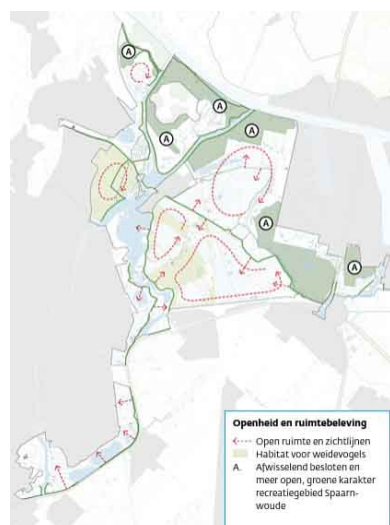 A
A
A
A
A
A
Openheid en ruimtebeleving
Open ruimte en zichtlijnen
Habitat voor weidevogels
A. Afwisselend besloten en
meer open, groene karakter
recreatiegebied Spaarn-
woude